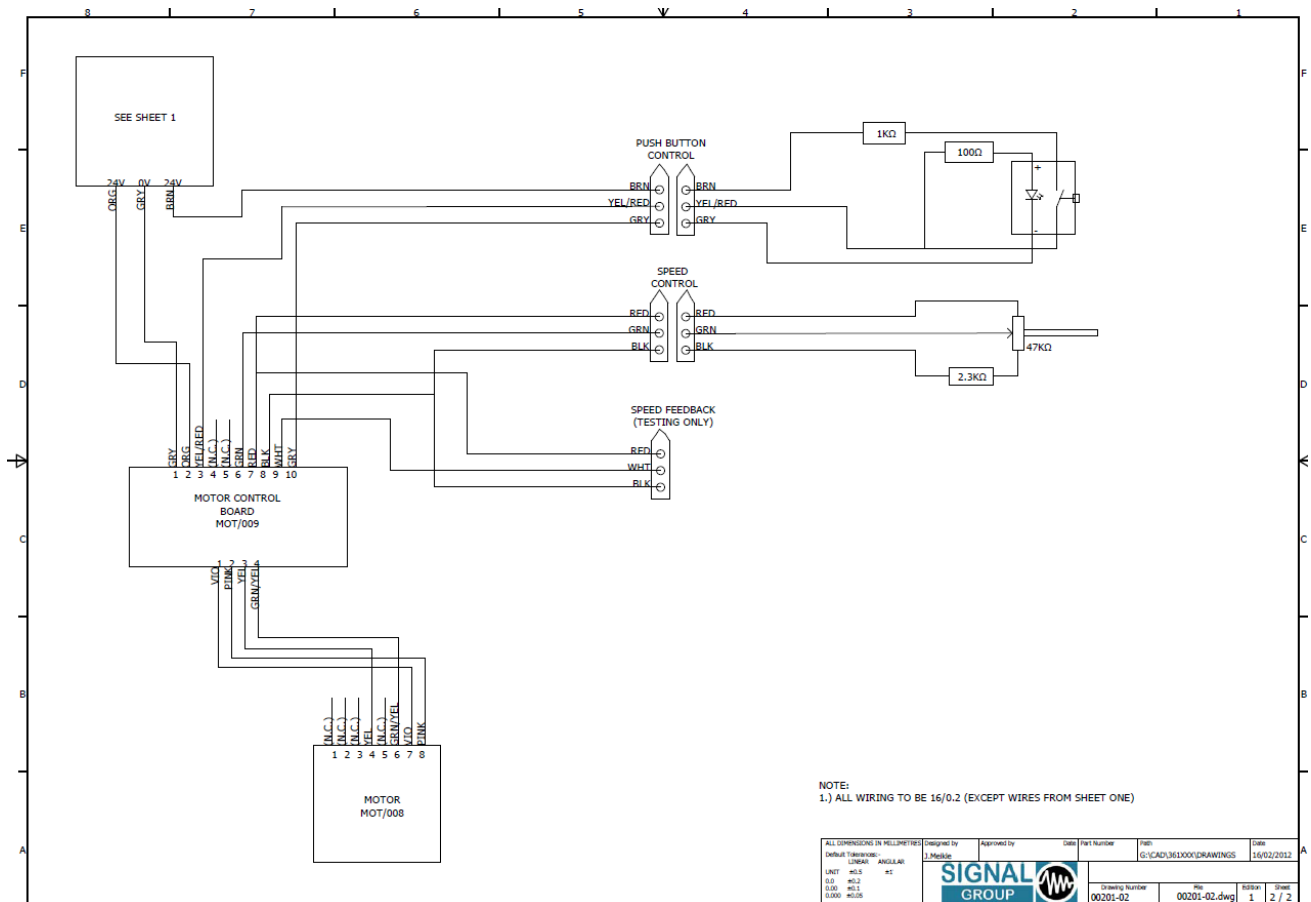 8 7 6 5 4 3 2 1
F F
SEE SHEET 1
24V 0V 24V
ORG GRY BRN
PUSH BUTTON
CONTROL
BRN BRN
YEL/RED YEL/RED
GRY GRY
1KΩ
100Ω
+
-
E E
SPEED
CONTROL
RED RED
GRN GRN
BLK BLK
47KΩ
2.3KΩ
D D
SPEED FEEDBACK
(TESTING ONLY)
RED
WHT
BLK
GRY ORG YEL/RED (N.C.) (N.C.) GRN RED BLK WHT GRY
1 2 3 4 5 6 7 8 9 10
MOTOR CONTROL
BOARD
MOT/009
C C
1 2 3 4
VIO PINK YEL GRN/YEL
B B
(N.C.) (N.C.) (N.C.) YEL (N.C.) GRN/YEL VIO PINK
1 2 3 4 5 6 7 8
MOTOR
MOT/008
NOTE:
1.) ALL WIRING TO BE 16/0.2 (EXCEPT WIRES FROM SHEET ONE)
A A
ALL DIMENSIONS IN MILLIMETRES
Default Tolerances:-
LINEAR ANGULAR
UNIT ±0.5
0.0 ±0.2
0.00 ±0.1
0.000 ±0.05
Designed by
J.Meikle
Approved by
Date
Part Number
Path
G:\CAD\361XXX\DRAWINGS
Date
16/02/2012
SIGNAL
GROUP
Drawing Number
00201-02
File
00201-02.dwg
Edition
1
Sheet
2 / 2